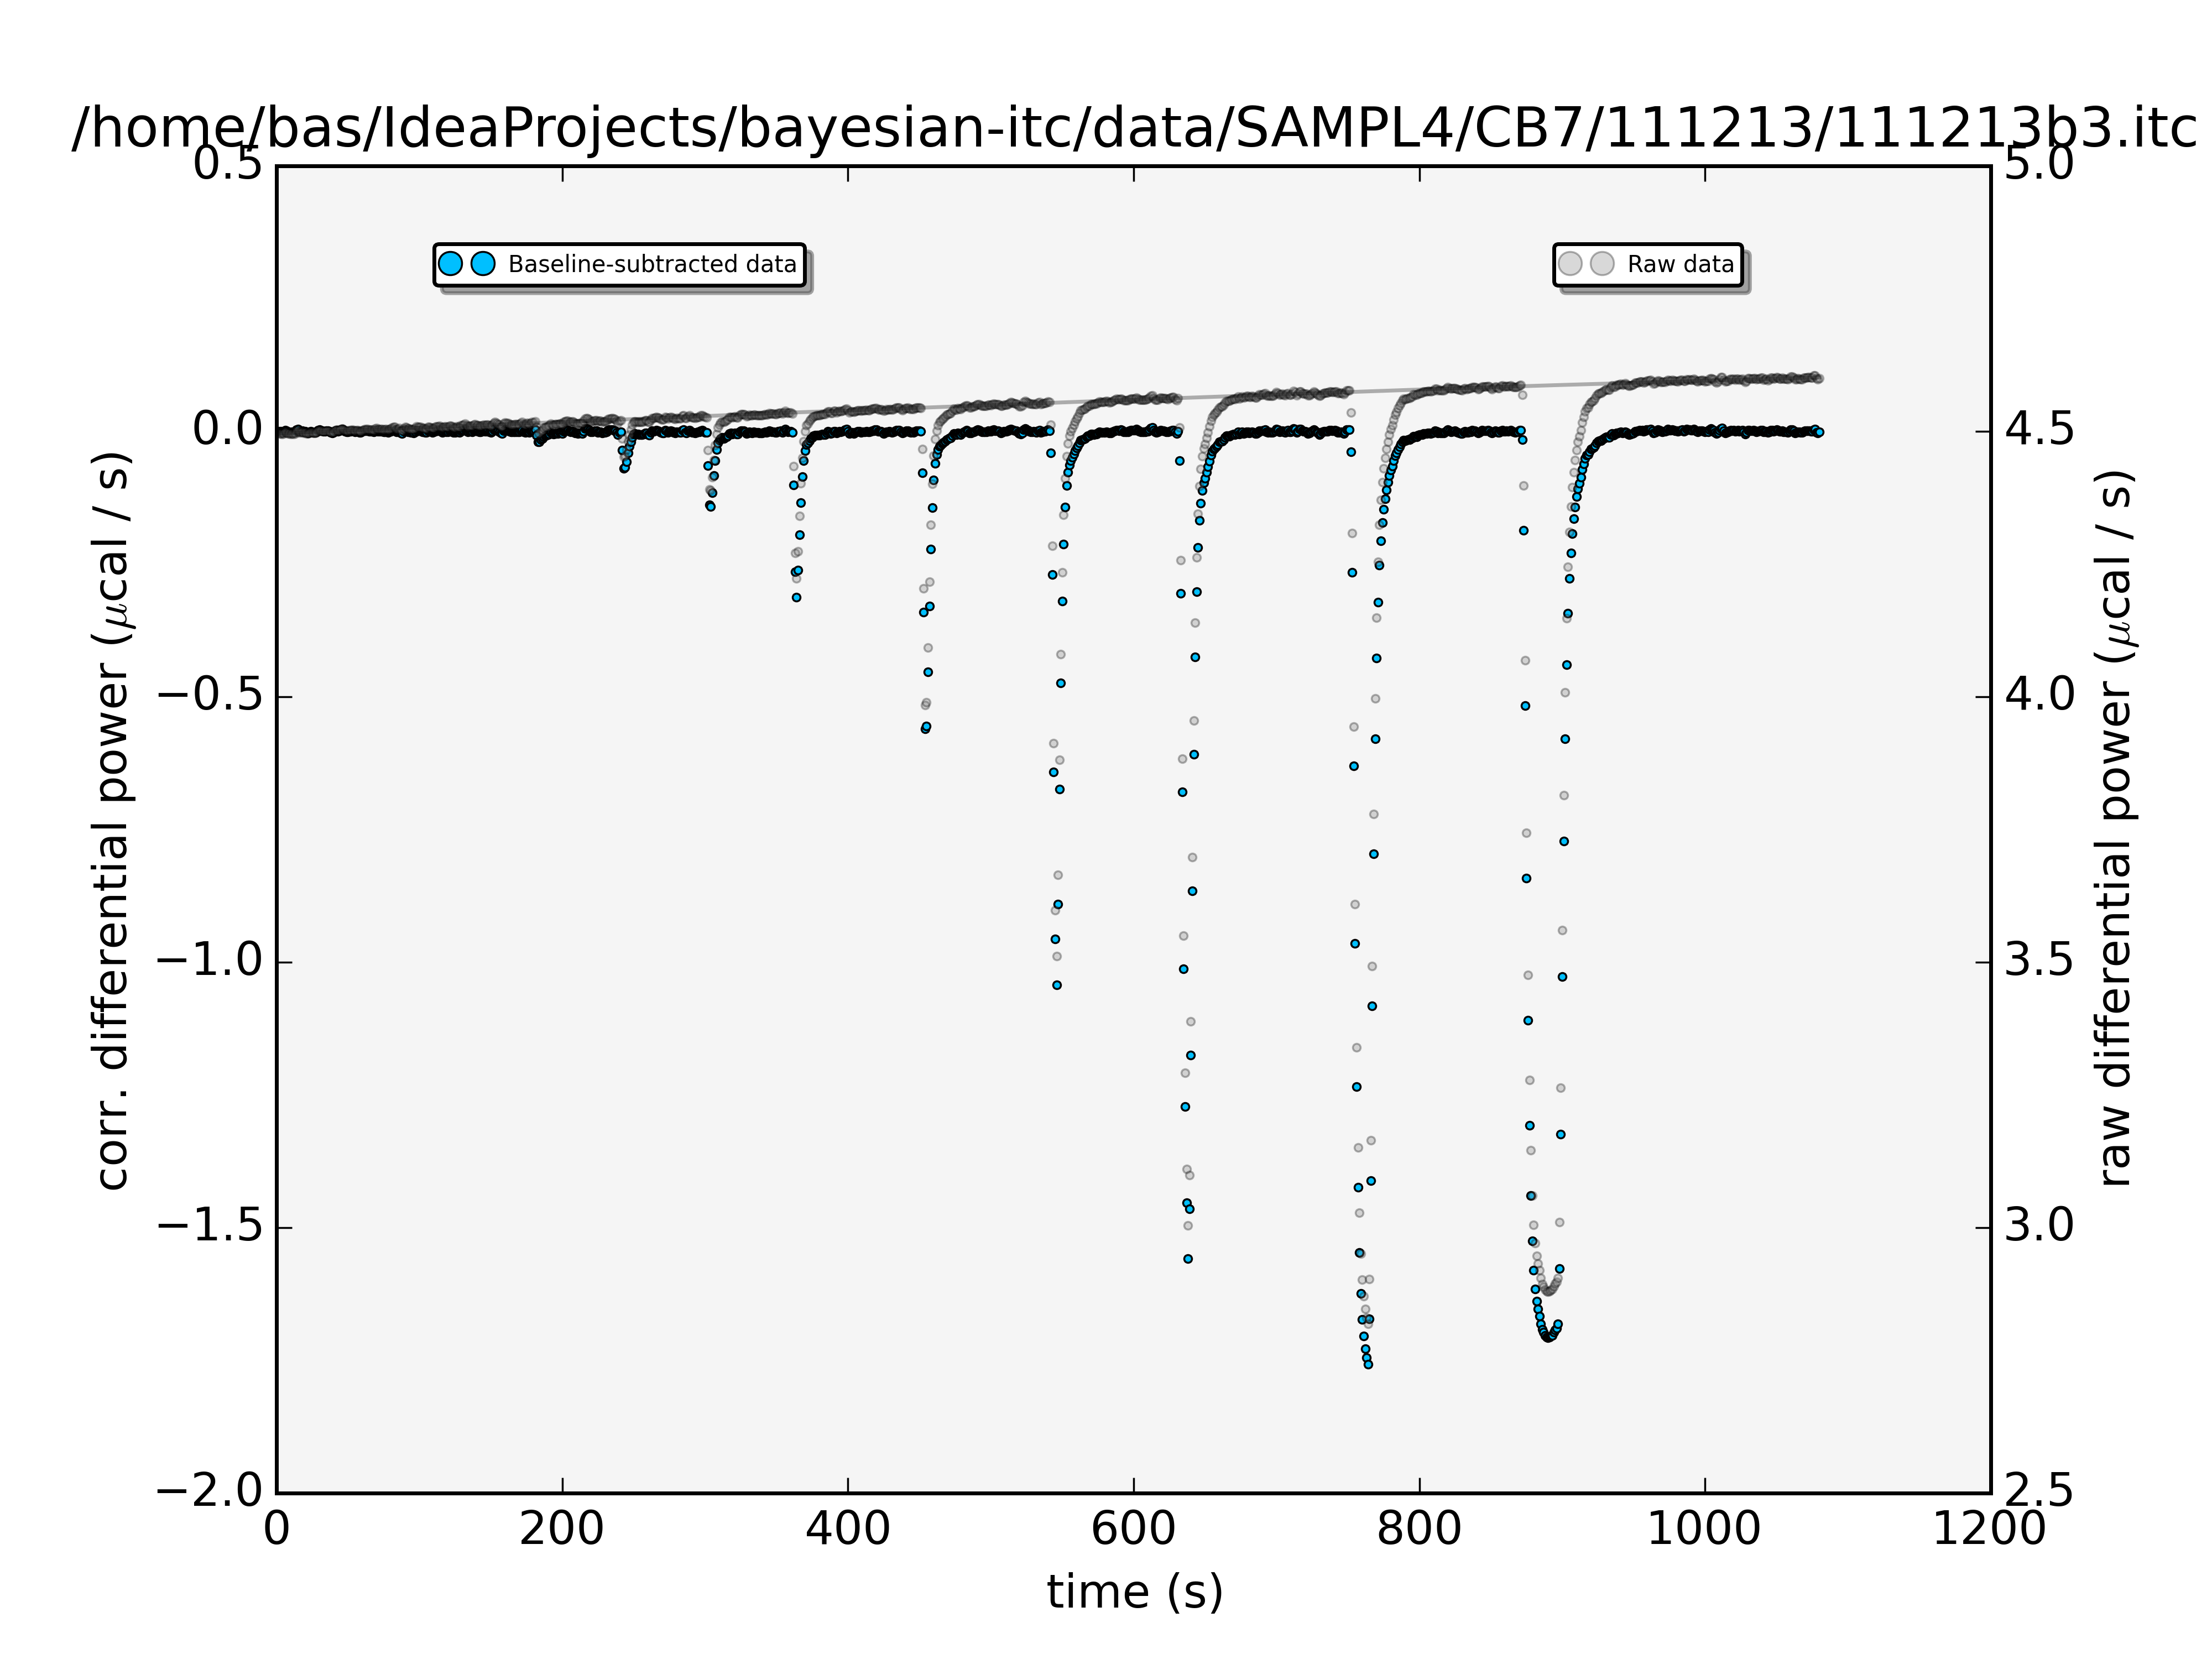 /home/bas/IdeaProjects/bayesian-itc/data/SAMPL4/CB7/111213/111213b3.itc
0.5
0.0
−0.5
−1.0
−1.5
−2.0
corr. differential power (μcal / s)
Baseline-subtracted data
Raw data
5.0
4.5
4.0
3.5
3.0
2.5
raw differential power (μcal / s)
0 200 400 600 800 1000 1200
time (s)